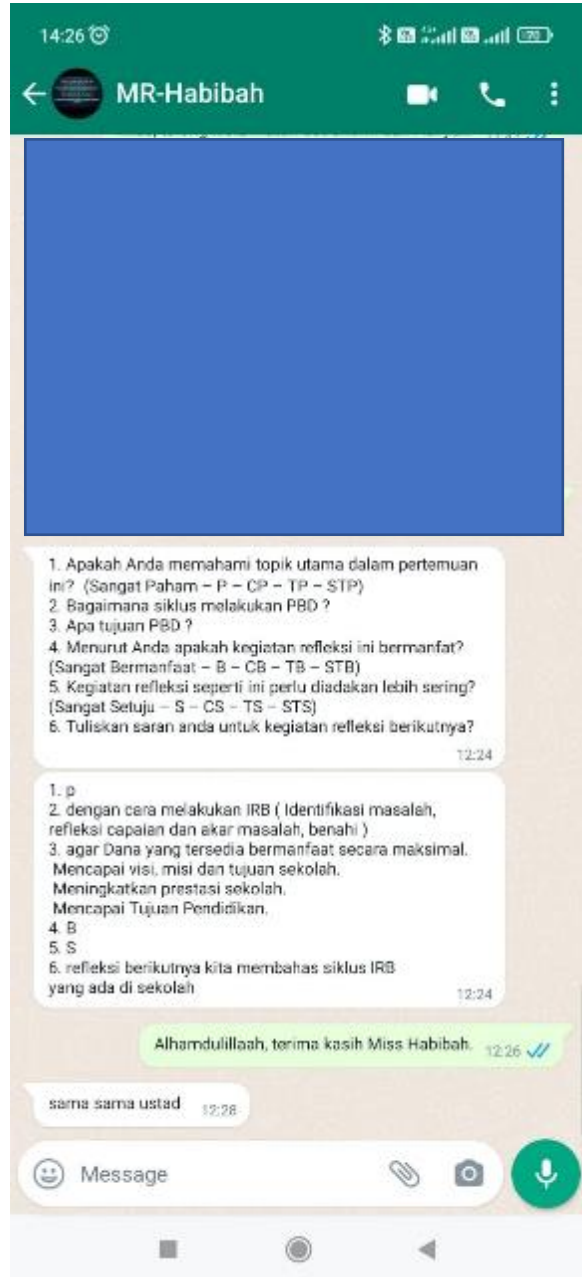 14:26
70
MR-Habibah
1. Apakah Anda memahami topik utama dalam pertemuan
ini? (Sangat Paham – P – CP – TP – STP)
2. Bagaimana siklus melakukan PBD ?
3. Apa tujuan PBD ?
4. Menurut Anda apakah kegiatan refleksi ini bermanfat?
(Sangat Bermanfaat – B – CB – TB – STB)
5. Kegiatan refleksi seperti ini perlu diadakan lebih sering?
(Sangat Setuju – S – CS – TS – STS)
6. Tuliskan saran anda untuk kegiatan refleksi berikutnya?
12:24
1. p
2. dengan cara melakukan IRB ( Identifikasi masalah,
refleksi capaian dan akar masalah, benahi )
3. agar Dana yang tersedia bermanfaat secara maksimal.
Mencapai visi, misi dan tujuan sekolah.
Meningkatkan prestasi sekolah.
Mencapai Tujuan Pendidikan.
4. B
5. S
6. refleksi berikutnya kita membahas siklus IRB
yang ada di sekolah
12:24
Alhamdulillaah, terima kasih Miss Habibah. 12:26
sama sama ustad 12:28
Message